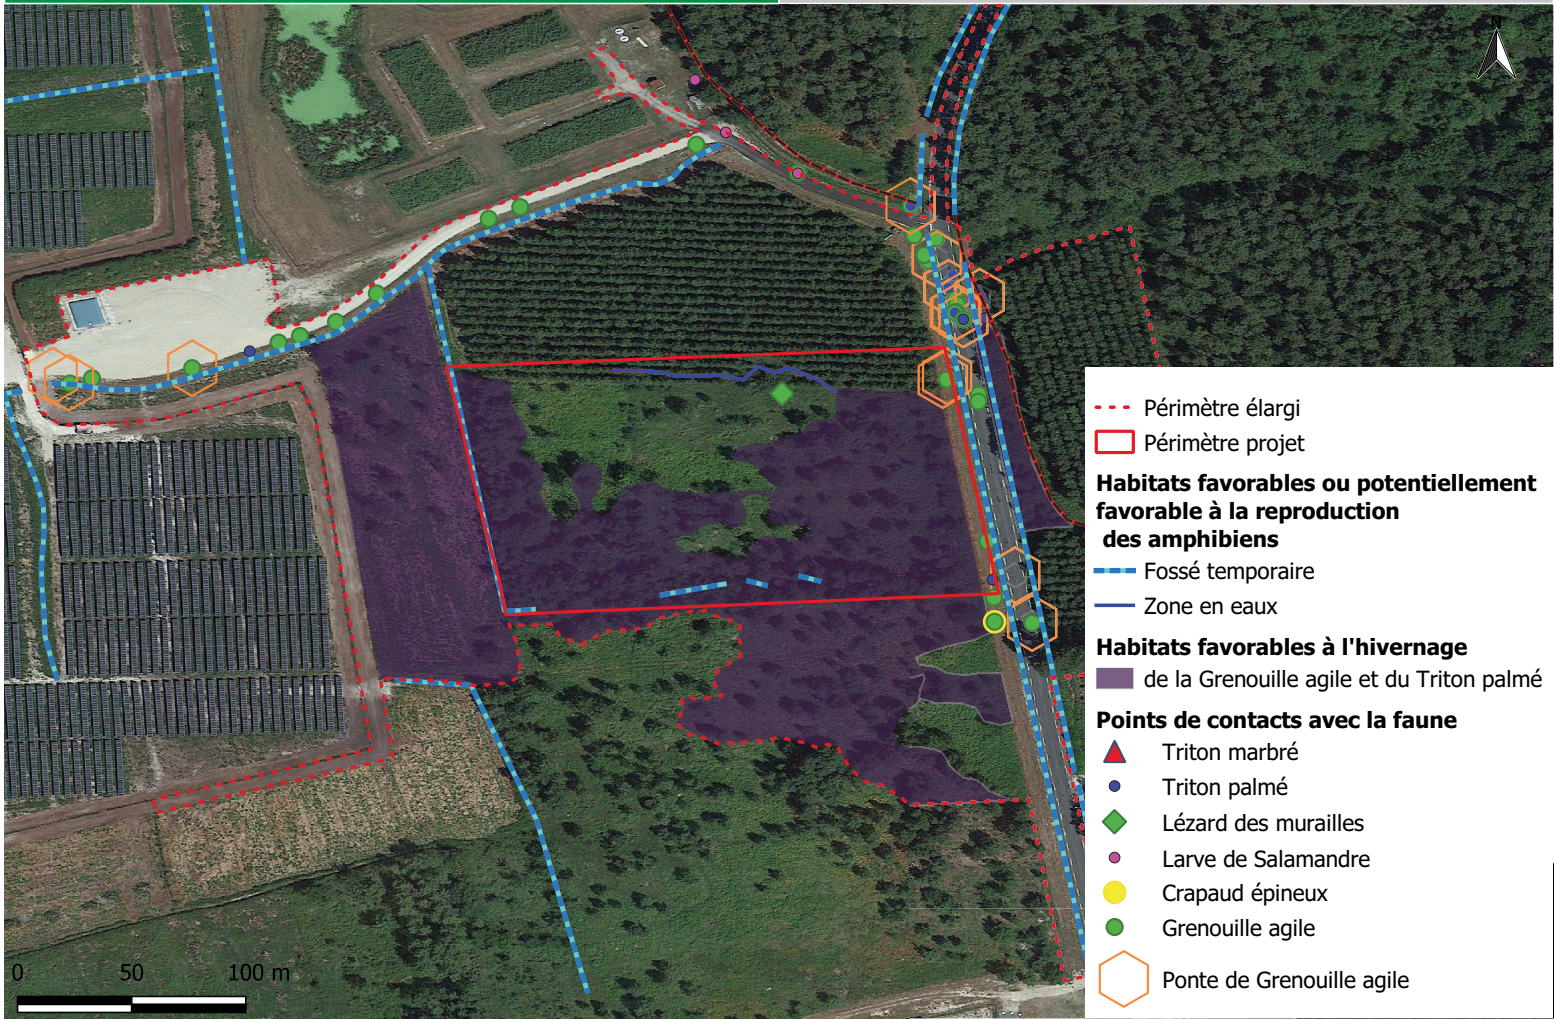 N
Périmètre élargi
Périmètre projet
Habitats favorables ou potentiellement
favorable à la reproduction
des amphibiens
Fossé temporaire
Zone en eaux
Habitats favorables à l'hivernage
de la Grenouille agile et du Triton palmé
Points de contacts avec la faune
Triton marbré
Triton palmé
Lézard des murailles
Larve de Salamandre
Crapaud épineux
Grenouille agile
Ponte de Grenouille agile
0 50 100 m